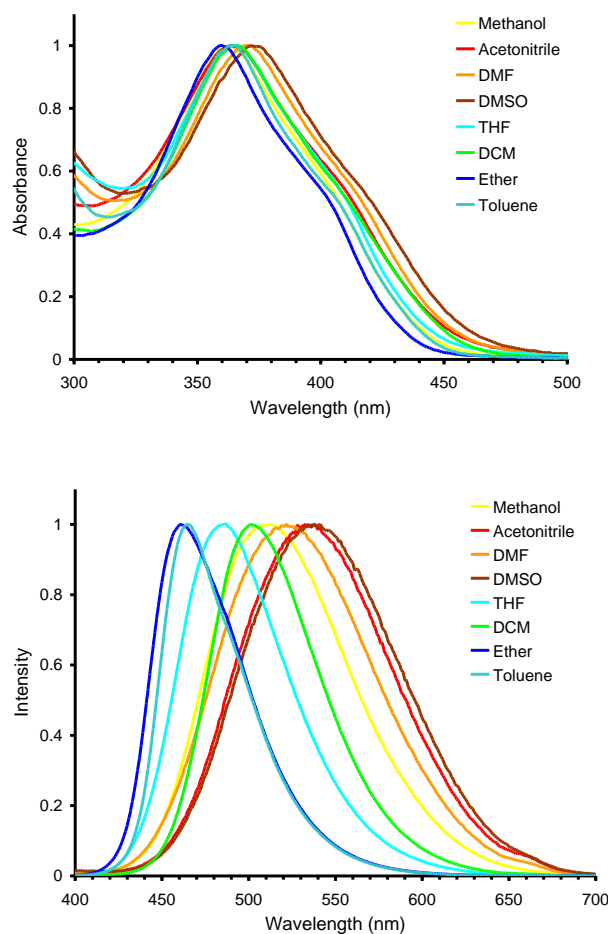 Methanol
Acetonitrile
DMF
DMSO
THF
DCM
Ether
Toluene
Absorbance
1
0.8
0.6
0.4
0.2
0
300 350 400 450 500
Wavelength (nm)
Methanol
Acetonitrile
DMF
DMSO
THF
DCM
Ether
Toluene
Intensity
1
0.8
0.6
0.4
0.2
0
400 450 500 550 600 650 700
Wavelength (nm)